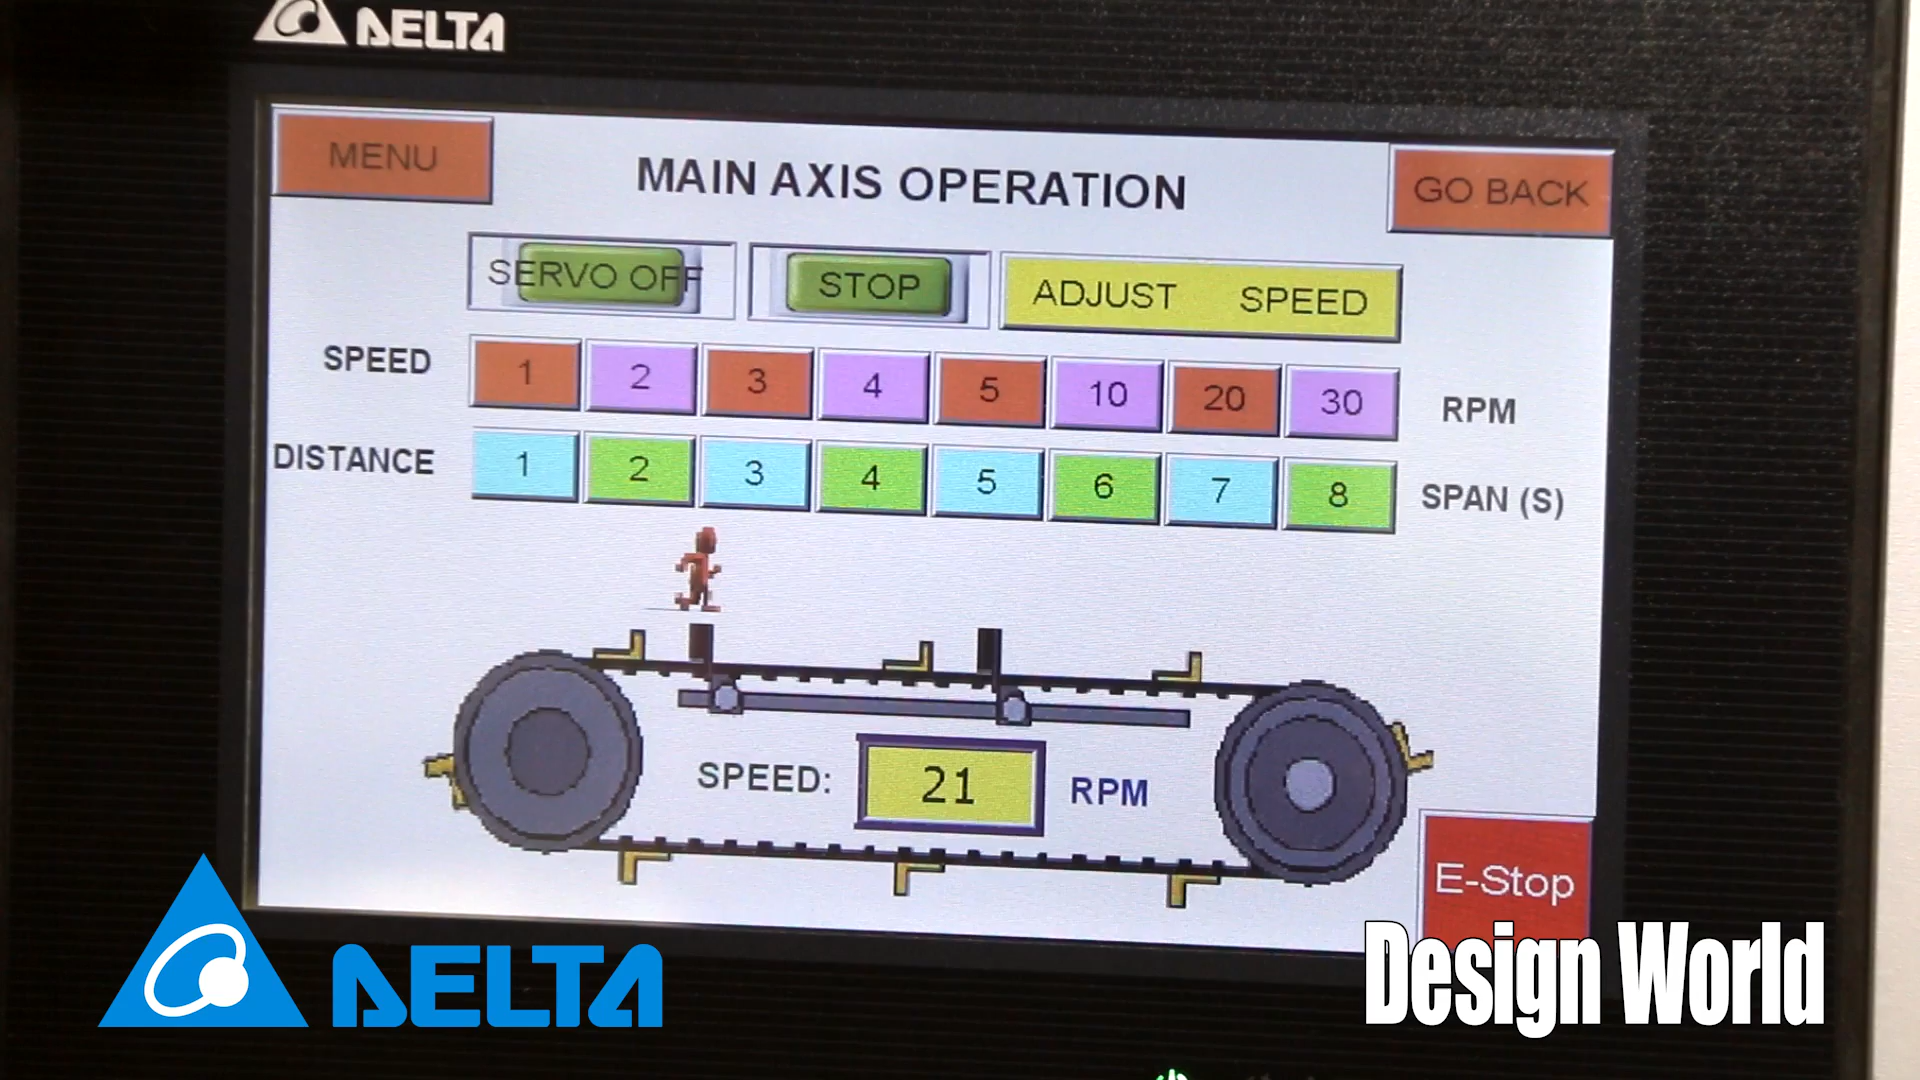 DELTA
MENU
MAIN AXIS OPERATION
GO BACK
SERVO OFF
STOP
ADJUST SPEED
SPEED 1 2 3 4 5 10 20 30 RPM
DISTANCE 1 2 3 4 5 6 7 8 SPAN (S)
SPEED: 21 RPM
E-Stop
DELTA
Design World